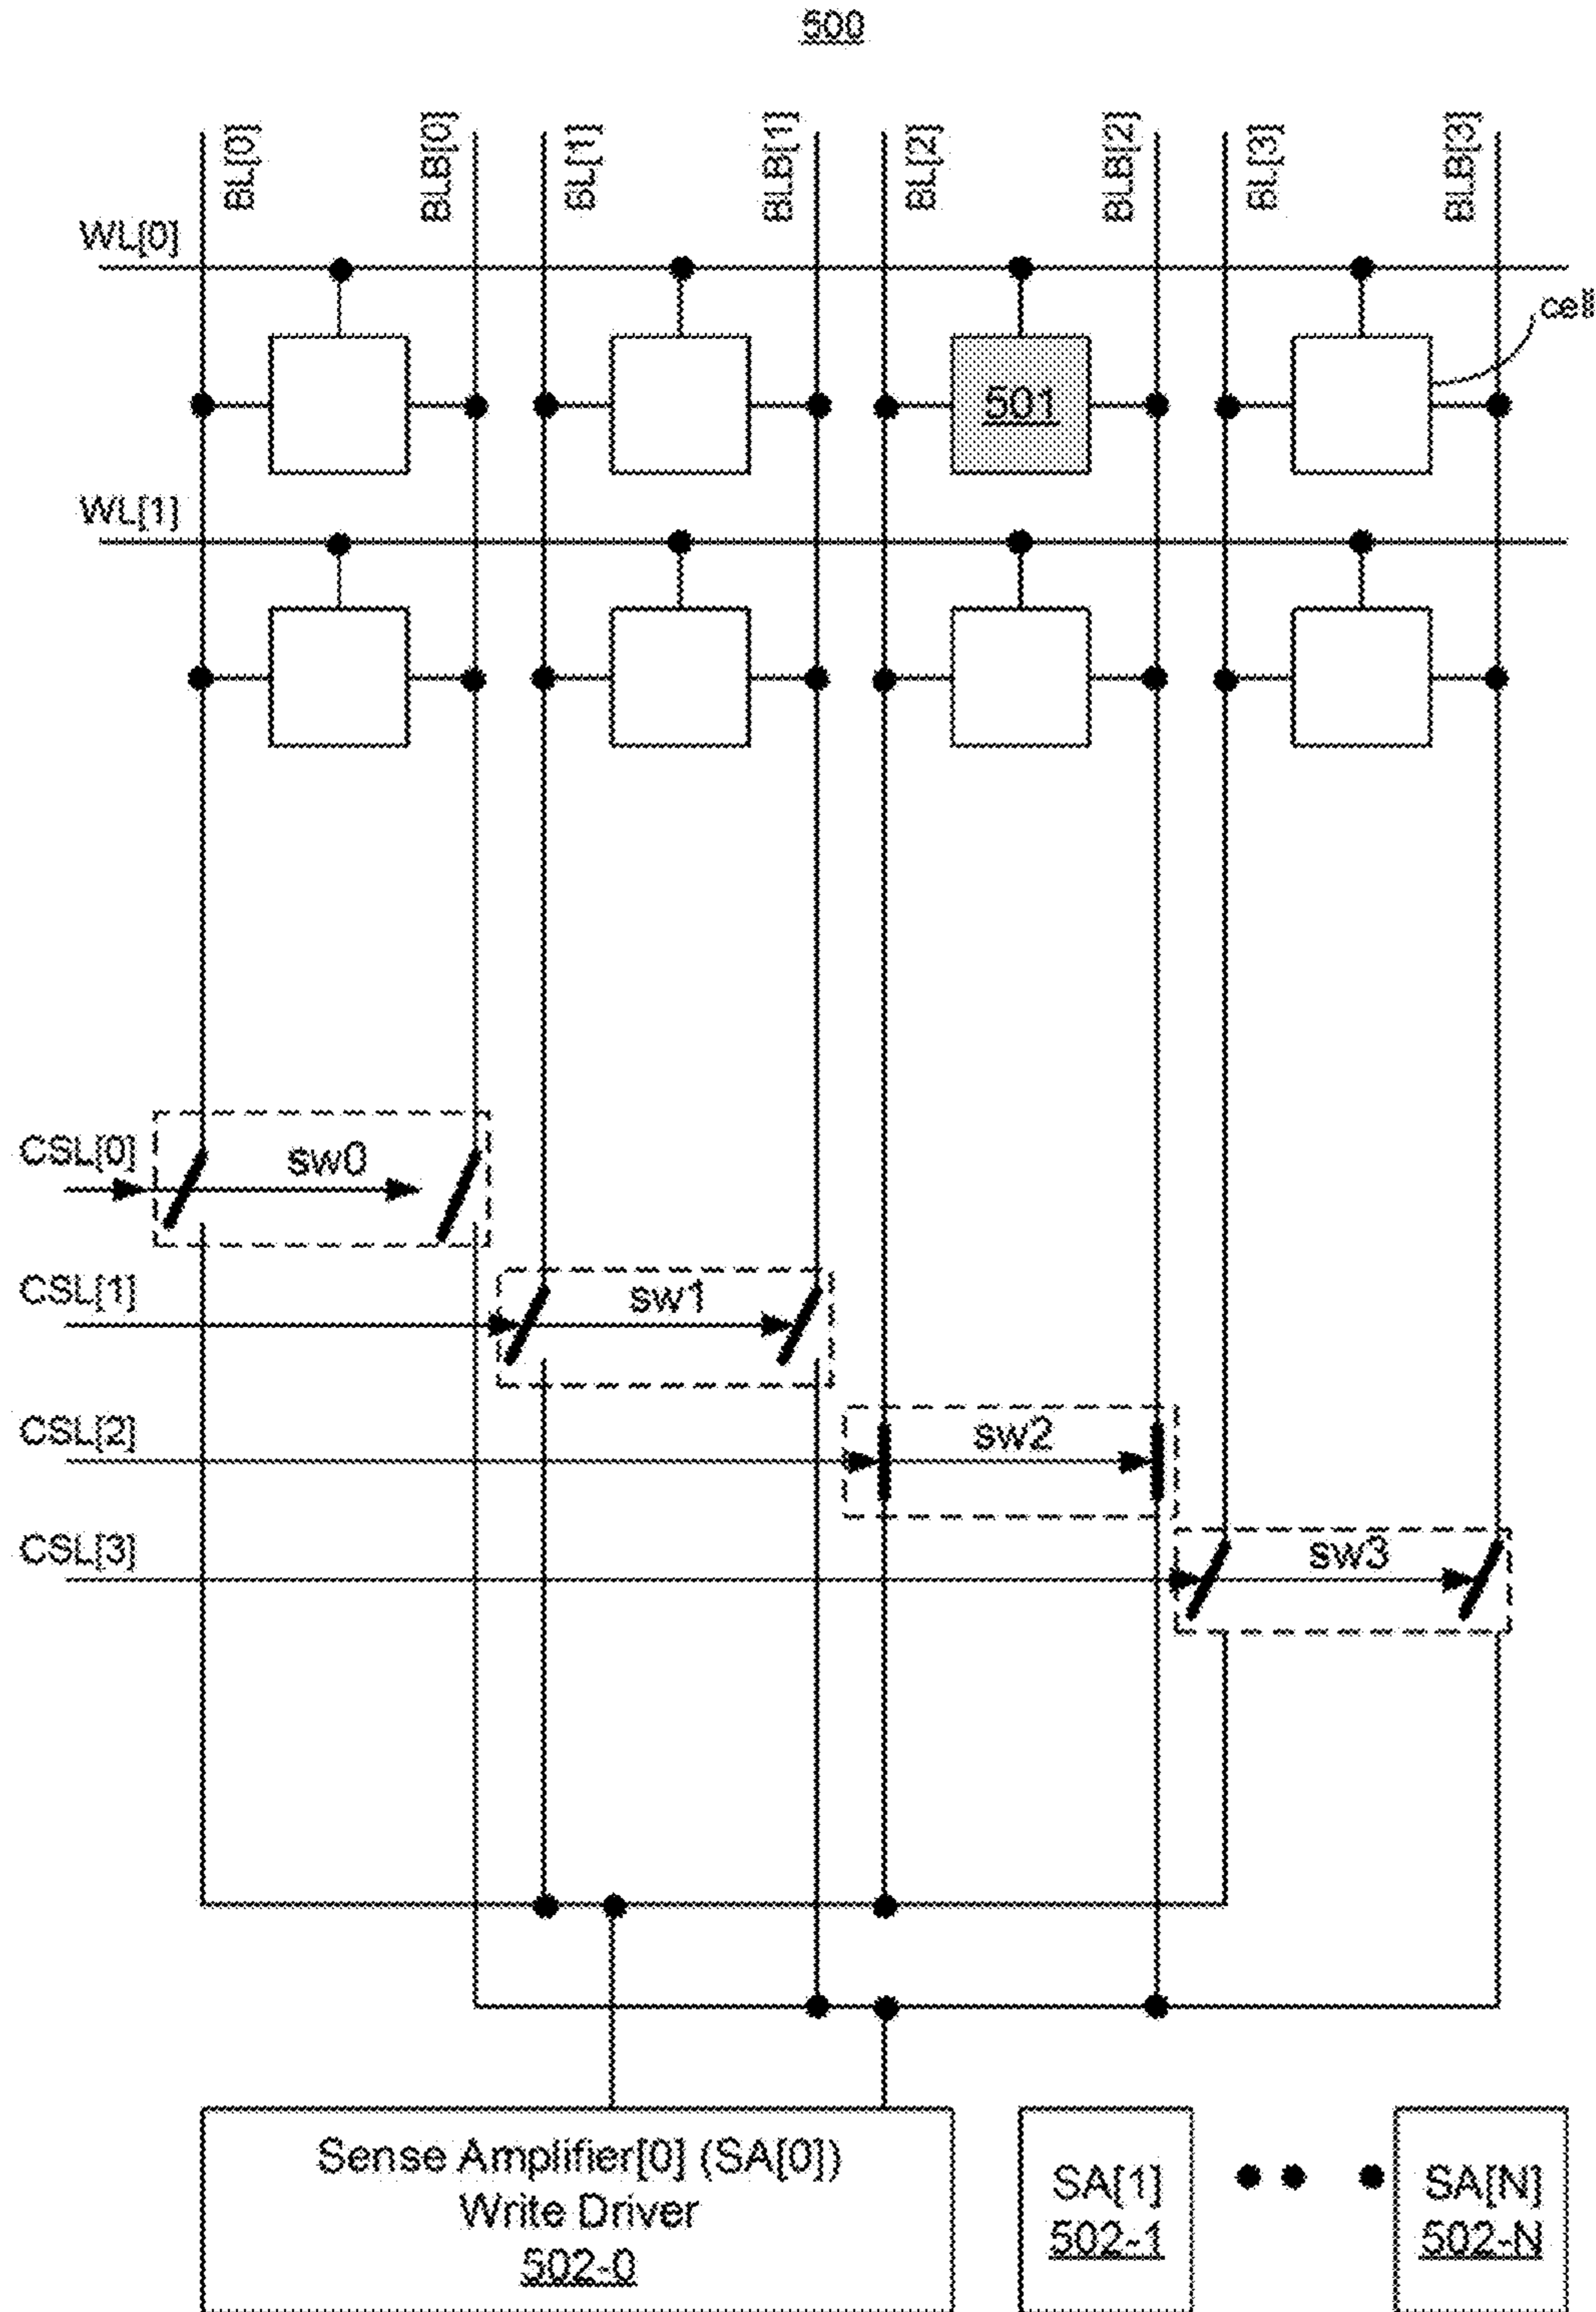 500
BL[0]
BLB[0]
BL[1]
BLB[1]
BL[2]
BLB[2]
BL[3]
BLB[3]
WL[0]
cell
501
WL[1]
CSL[0]
sw0
CSL[1]
sw1
CSL[2]
sw2
CSL[3]
sw3
Sense Amplifier[0] (SA[0])
Write Driver
502-0
SA[1]
502-1
SA[N]
502-N